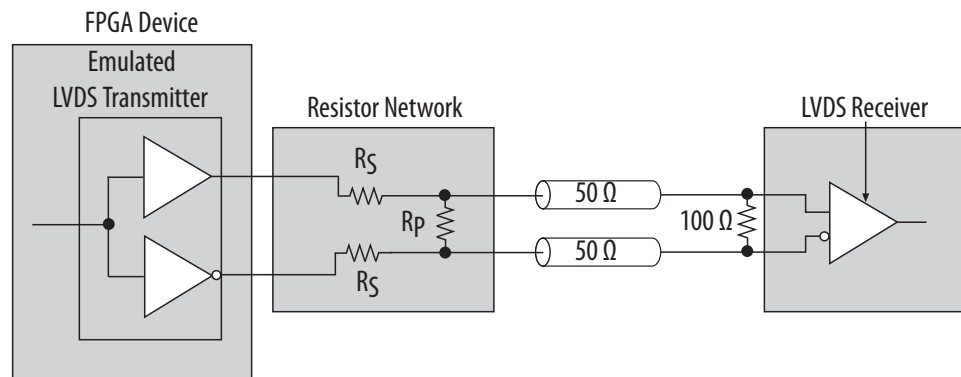 FPGA Device
Emulated
LVDS Transmitter
Resistor Network
LVDS Receiver
RS
50 Ω
RP
100 Ω
50 Ω
RS